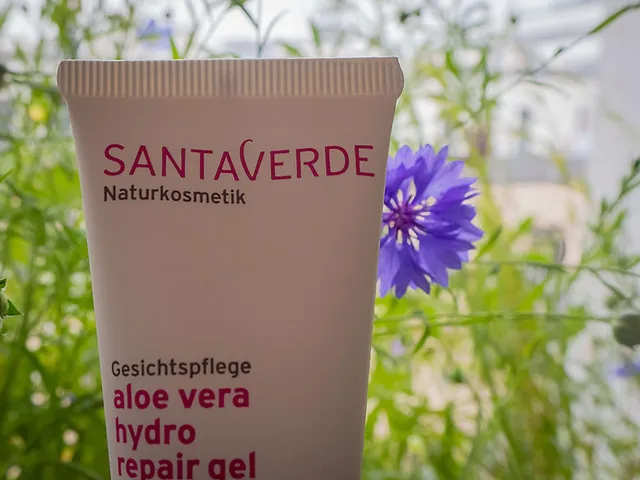 SANTAVERDE
Naturkosmetik
Gesichtspflege
aloe vera
hydro
repair gel